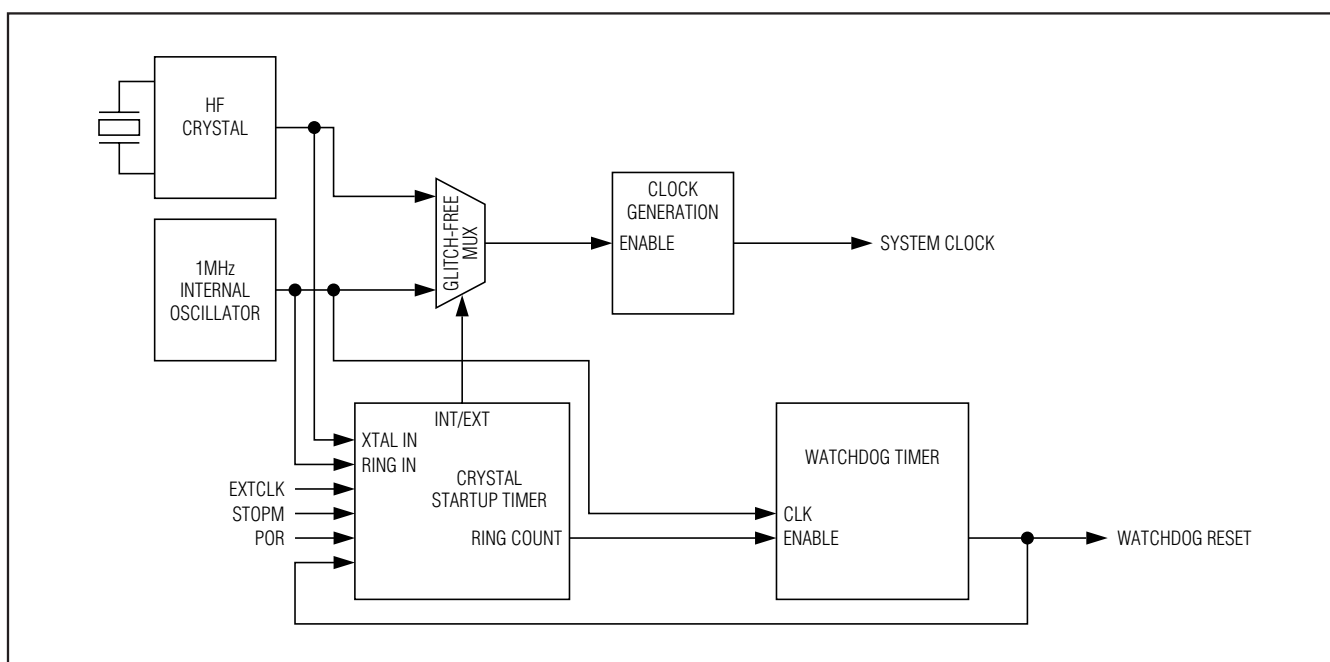 HF
CRYSTAL
1MHz
INTERNAL
OSCILLATOR
GLITCH-FREE
MUX
CLOCK
GENERATION
ENABLE
SYSTEM CLOCK
INT/EXT
XTAL IN
RING IN
CRYSTAL
STARTUP TIMER
RING COUNT
EXTCLK
STOPM
POR
WATCHDOG TIMER
CLK
ENABLE
WATCHDOG RESET